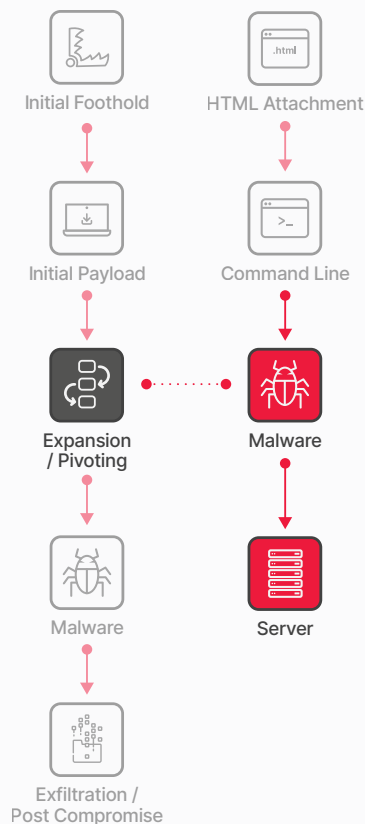 Initial Foothold
.html
HTML Attachment
Initial Payload
>_
Command Line
Expansion
/ Pivoting
Malware
Malware
Server
Exfiltration /
Post Compromise